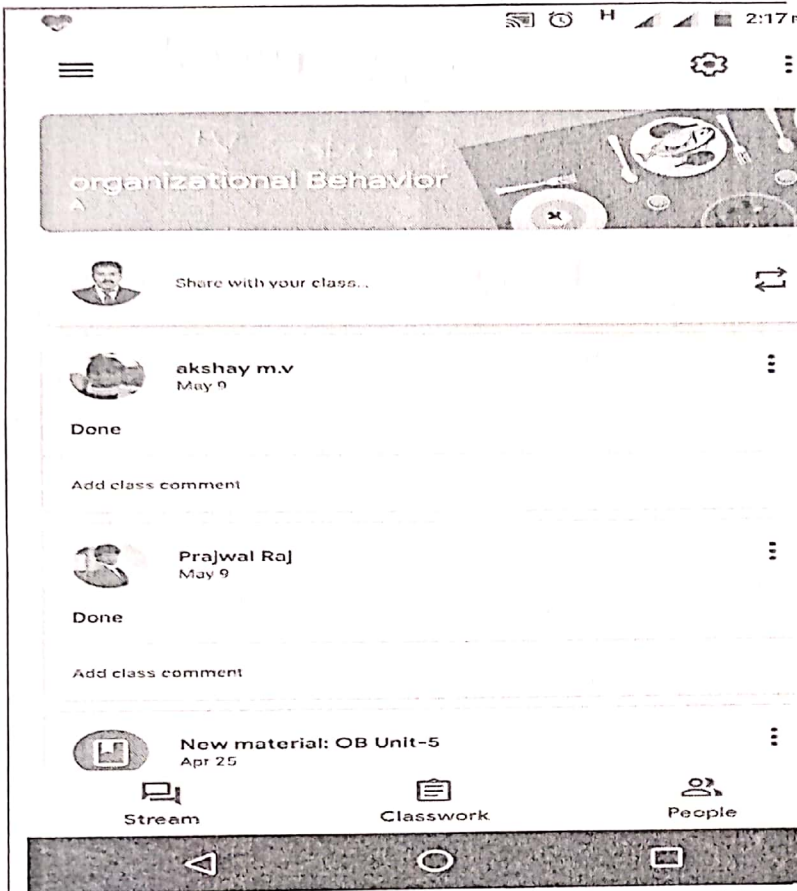 H 2:17
organizational Behavior
A
Share with your class...
akshay m.v
May 9
Done
Add class comment
Prajwal Raj
May 9
Done
Add class comment
New material: OB Unit-5
Apr 25
Stream Classwork People